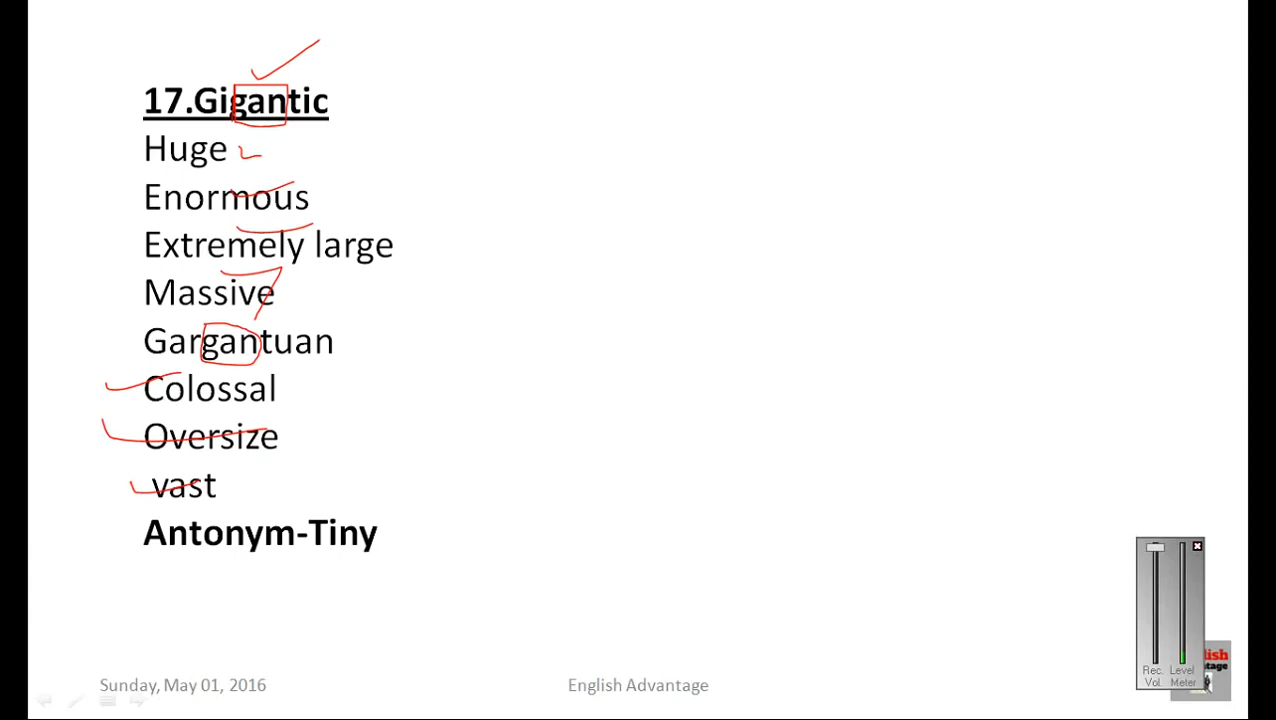 17.Gigantic
Huge
Enormous
Extremely large
Massive
Gargantuan
Colossal
Oversize
vast
Antonym-Tiny
Sunday, May 01, 2016
English Advantage
Rec. Level
Vol. Meter